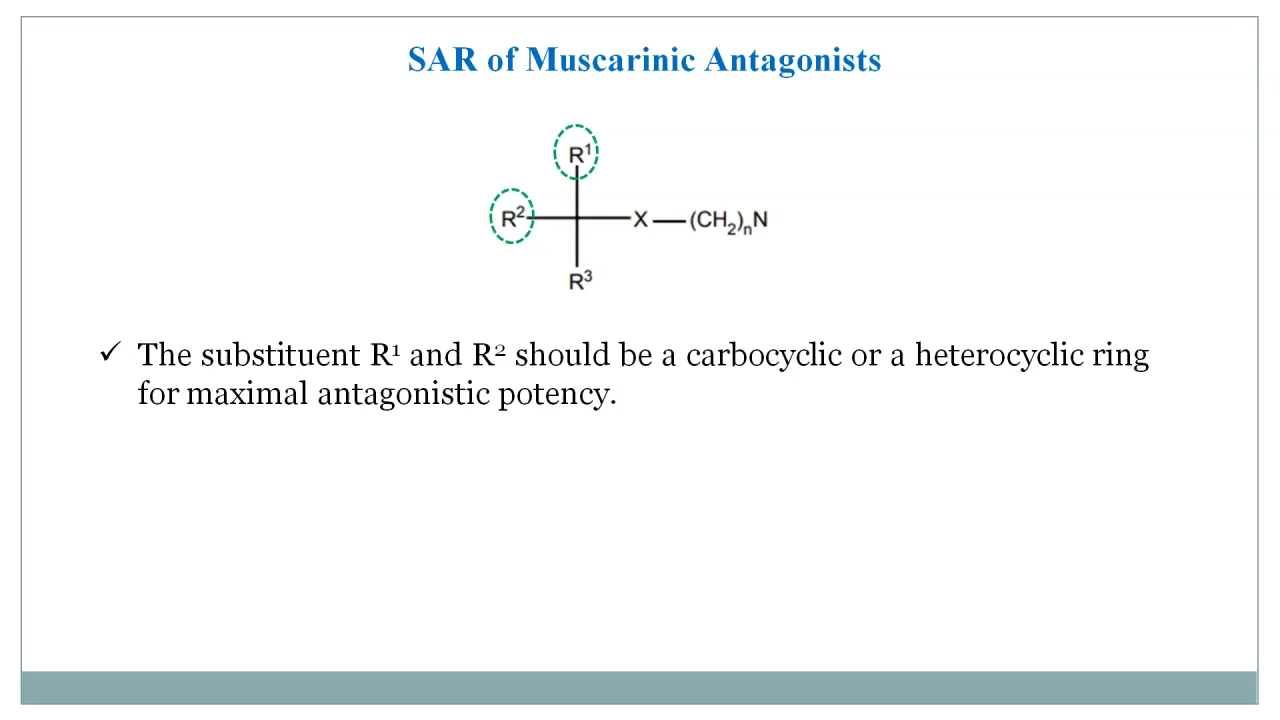 SAR of Muscarinic Antagonists
R¹
R² X — (CH₂)ₙN
R³
✓ The substituent R¹ and R² should be a carbocyclic or a heterocyclic ring
for maximal antagonistic potency.